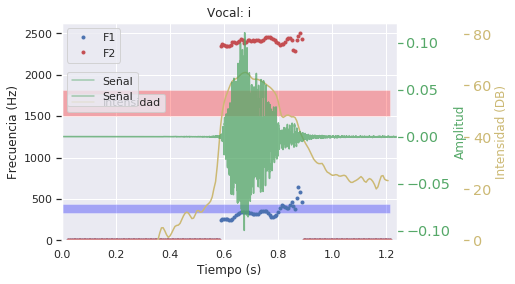 Vocal: i
F1
F2
Señal
Intensidad
Señal
Frecuencia (Hz)
2500
2000
1500
1000
500
0
0.0 0.2 0.4 0.6 0.8 1.0 1.2
Tiempo (s)
0.10
0.05
0.00
−0.05
−0.10
Amplitud
80
60
40
20
0
Intensidad (DB)